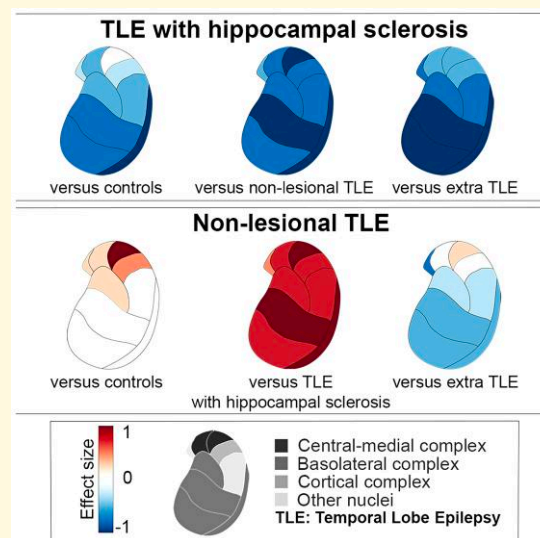 TLE with hippocampal sclerosis
versus controls
versus non-lesional TLE
versus extra TLE
Non-lesional TLE
versus controls
versus TLE
with hippocampal sclerosis
versus extra TLE
Effect size
1
0
-1
Central-medial complex
Basolateral complex
Cortical complex
Other nuclei
TLE: Temporal Lobe Epilepsy